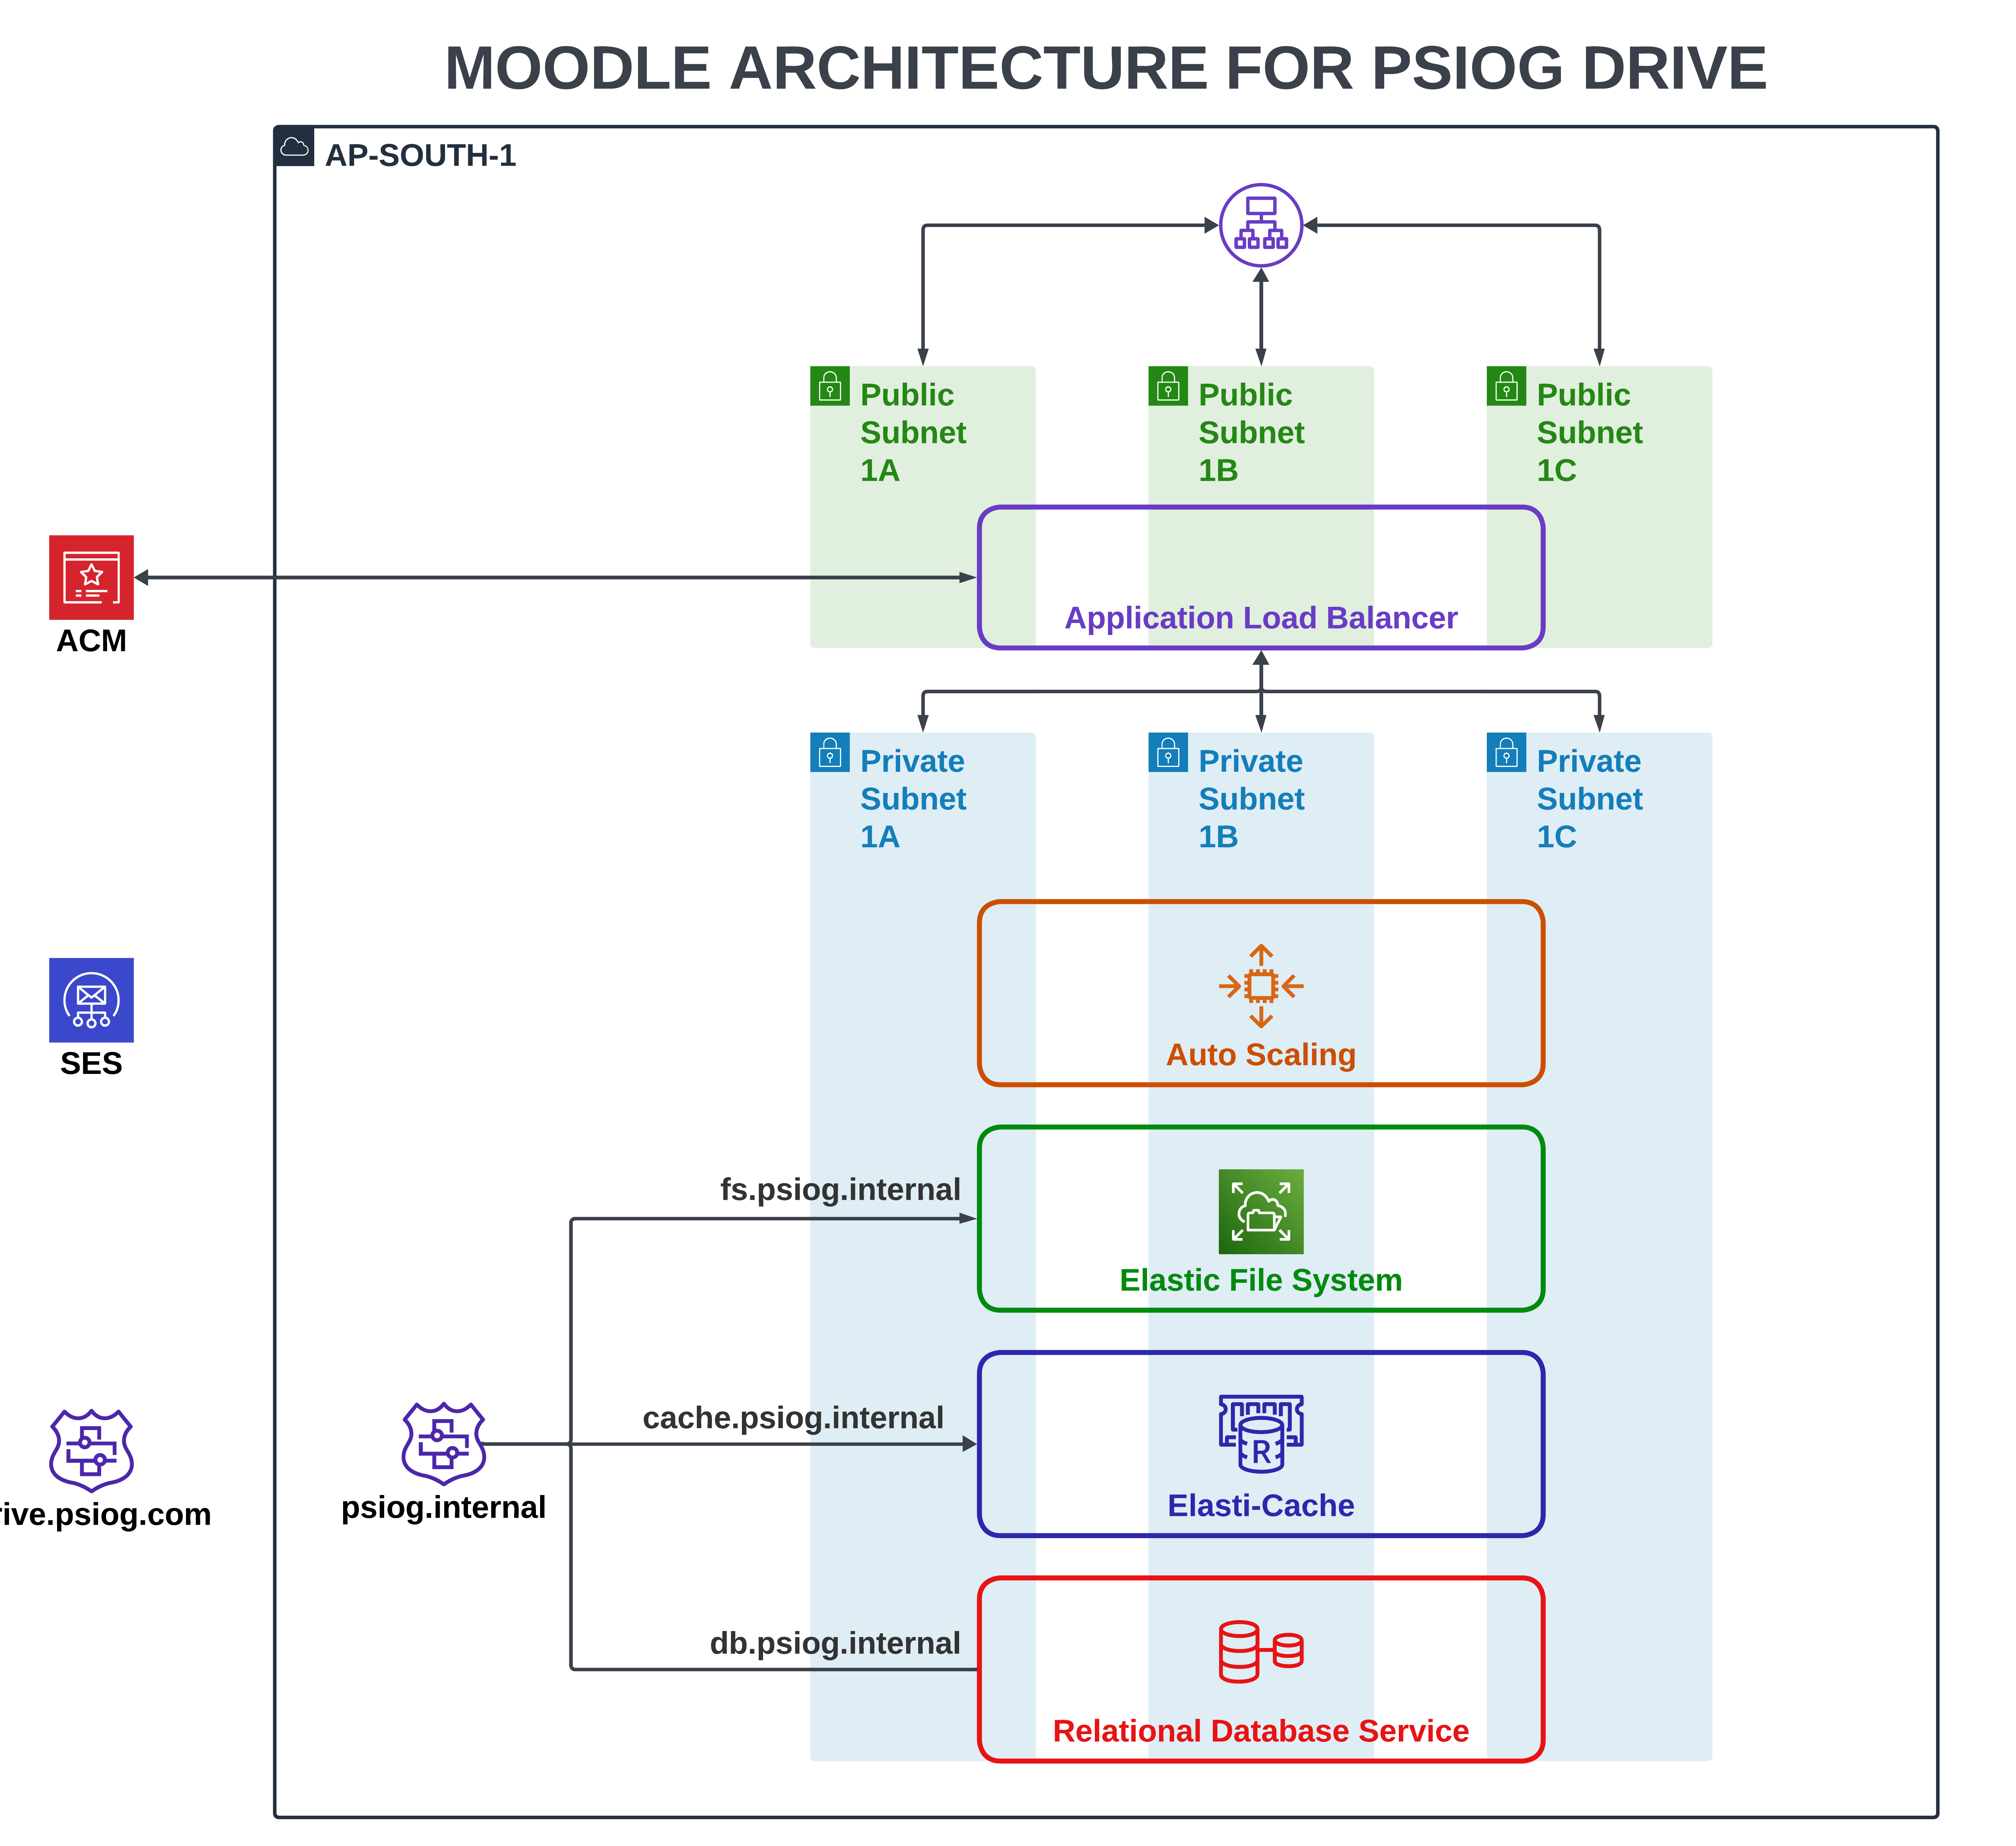 MOODLE ARCHITECTURE FOR PSIOG DRIVE
AP-SOUTH-1
Public
Subnet
1A
Public
Subnet
1B
Public
Subnet
1C
Application Load Balancer
ACM
Private
Subnet
1A
Private
Subnet
1B
Private
Subnet
1C
Auto Scaling
SES
fs.psiog.internal
Elastic File System
cache.psiog.internal
R
Elasti-Cache
rive.psiog.com
psiog.internal
db.psiog.internal
Relational Database Service